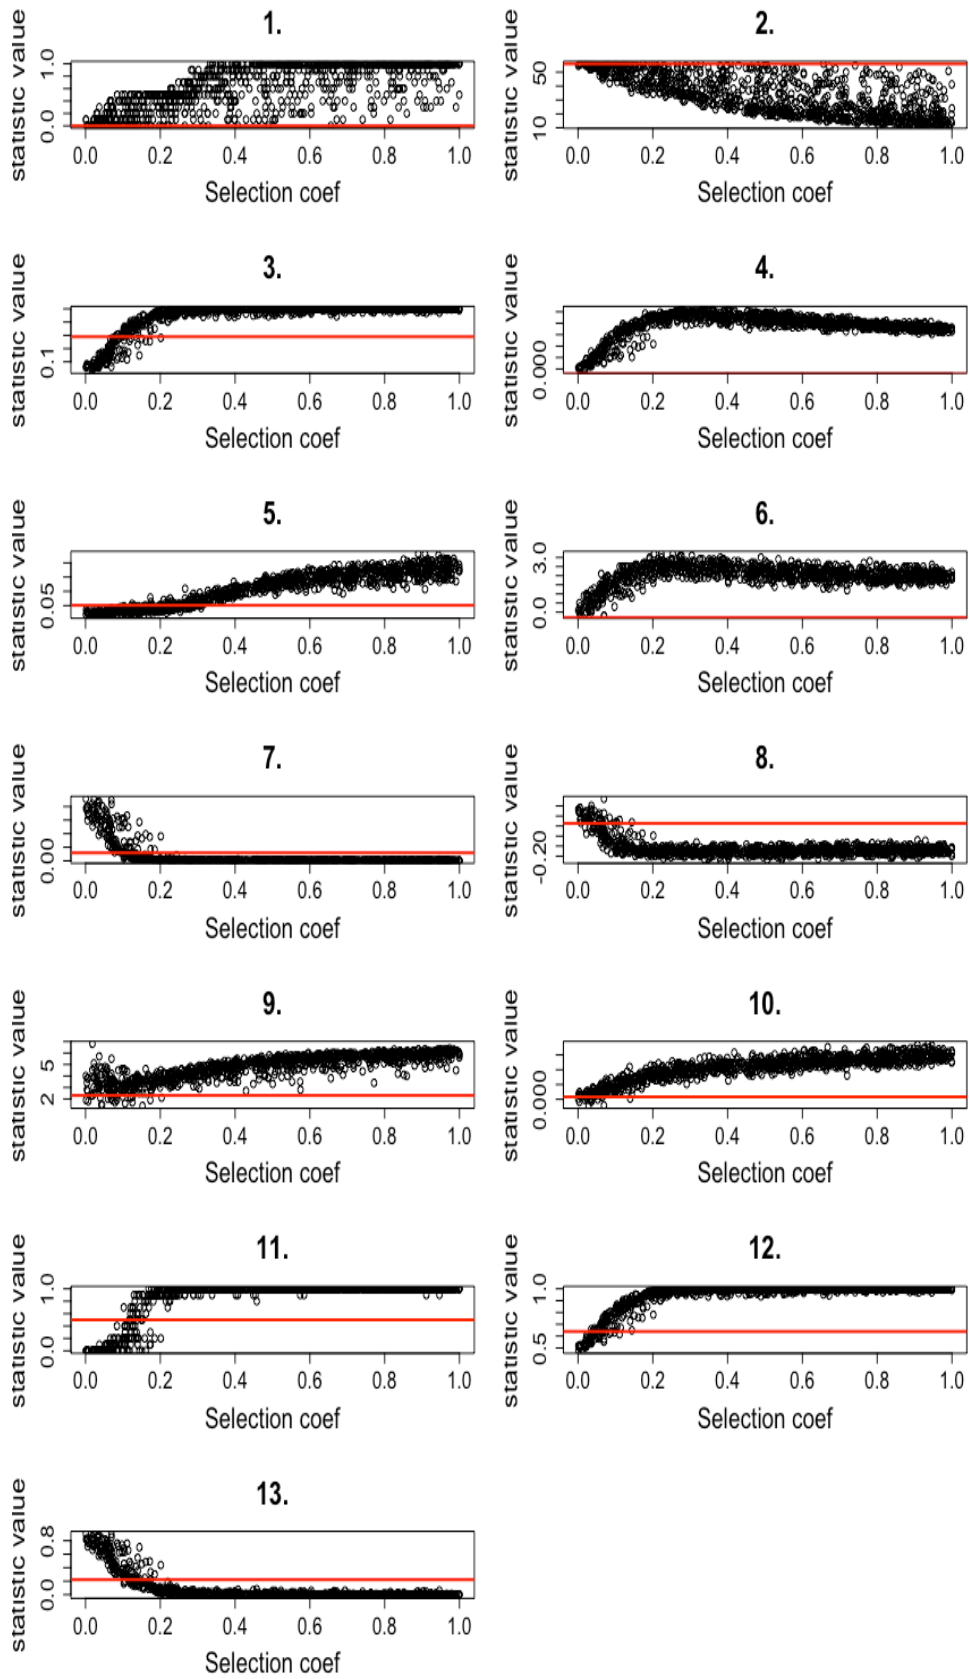 1.
statistic value
1.0
0.0
0.0 0.2 0.4 0.6 0.8 1.0
Selection coef
2.
statistic value
50
10
0.0 0.2 0.4 0.6 0.8 1.0
Selection coef
3.
statistic value
0.1
0.0 0.2 0.4 0.6 0.8 1.0
Selection coef
4.
statistic value
0.000
0.0 0.2 0.4 0.6 0.8 1.0
Selection coef
5.
statistic value
0.05
0.0 0.2 0.4 0.6 0.8 1.0
Selection coef
6.
statistic value
3.0
0.0
0.0 0.2 0.4 0.6 0.8 1.0
Selection coef
7.
statistic value
0.00
0.0 0.2 0.4 0.6 0.8 1.0
Selection coef
8.
statistic value
-0.20
0.0 0.2 0.4 0.6 0.8 1.0
Selection coef
9.
statistic value
5
2
0.0 0.2 0.4 0.6 0.8 1.0
Selection coef
10.
statistic value
0.000
0.0 0.2 0.4 0.6 0.8 1.0
Selection coef
11.
statistic value
1.0
0.0
0.0 0.2 0.4 0.6 0.8 1.0
Selection coef
12.
statistic value
1.0
0.5
0.0 0.2 0.4 0.6 0.8 1.0
Selection coef
13.
statistic value
0.8
0.0
0.0 0.2 0.4 0.6 0.8 1.0
Selection coef